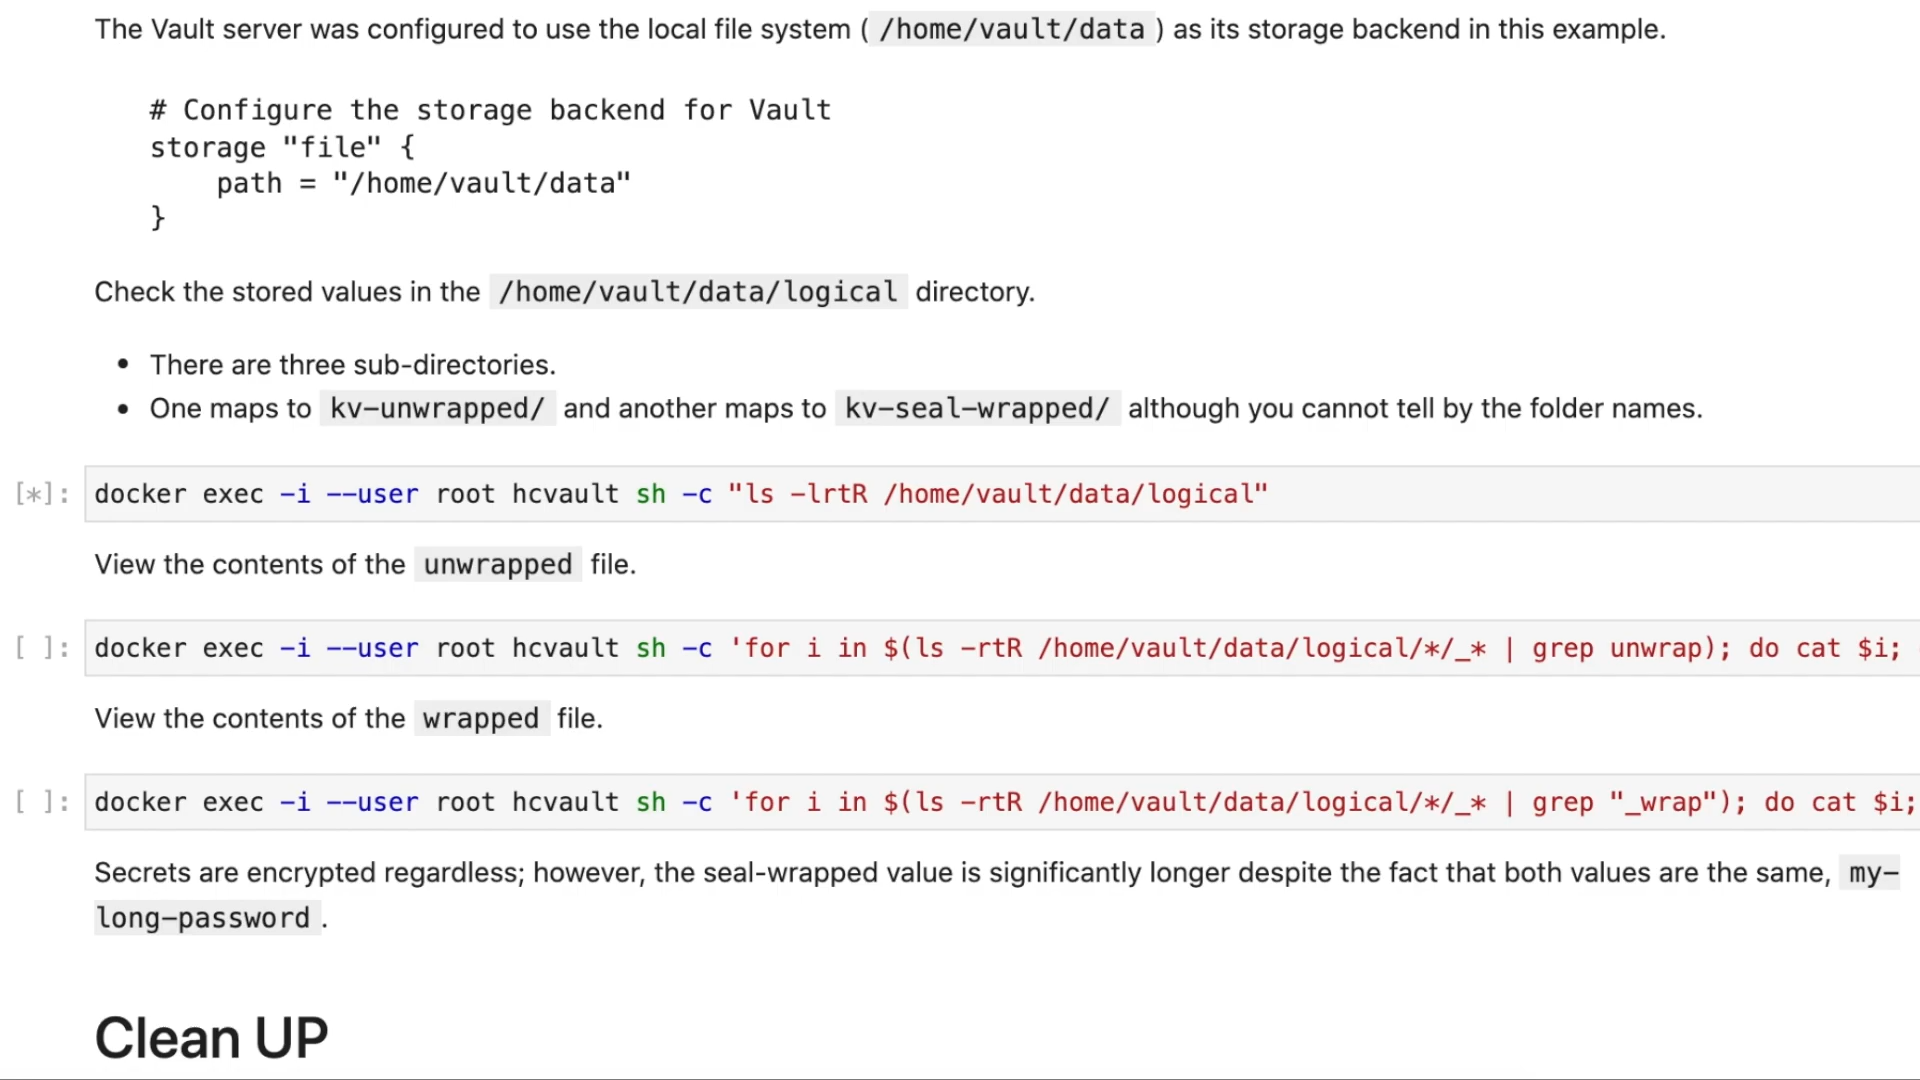 The Vault server was configured to use the local file system ( /home/vault/data ) as its storage backend in this example.
# Configure the storage backend for Vault
storage "file" {
    path = "/home/vault/data"
}
Check the stored values in the /home/vault/data/logical directory.
• There are three sub-directories.
• One maps to kv-unwrapped/ and another maps to kv-seal-wrapped/ although you cannot tell by the folder names.
[*]: docker exec -i --user root hcvault sh -c "ls -lrtR /home/vault/data/logical"
View the contents of the unwrapped file.
[ ]: docker exec -i --user root hcvault sh -c 'for i in $(ls -rtR /home/vault/data/logical/*/_* | grep unwrap); do cat $i;
View the contents of the wrapped file.
[ ]: docker exec -i --user root hcvault sh -c 'for i in $(ls -rtR /home/vault/data/logical/*/_* | grep "_wrap"); do cat $i;
Secrets are encrypted regardless; however, the seal-wrapped value is significantly longer despite the fact that both values are the same, my-
long-password .
Clean UP